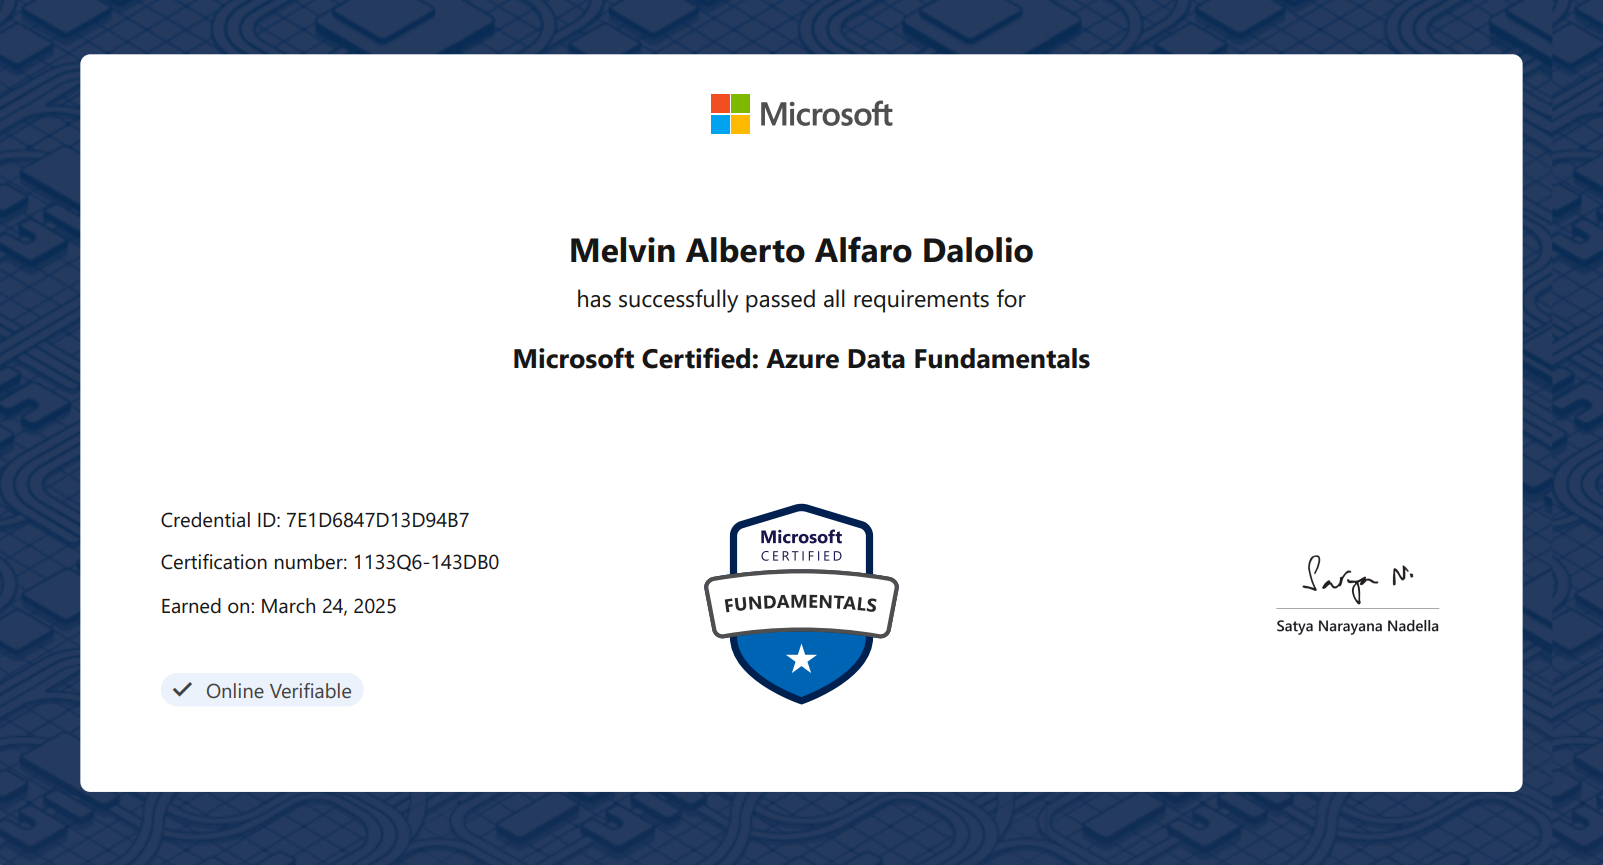 Microsoft
Melvin Alberto Alfaro Dalolio
has successfully passed all requirements for
Microsoft Certified: Azure Data Fundamentals
Credential ID: 7E1D6847D13D94B7
Certification number: 1133Q6-143DB0
Earned on: March 24, 2025
Online Verifiable
Microsoft
CERTIFIED
FUNDAMENTALS
Satya N.
Satya Narayana Nadella